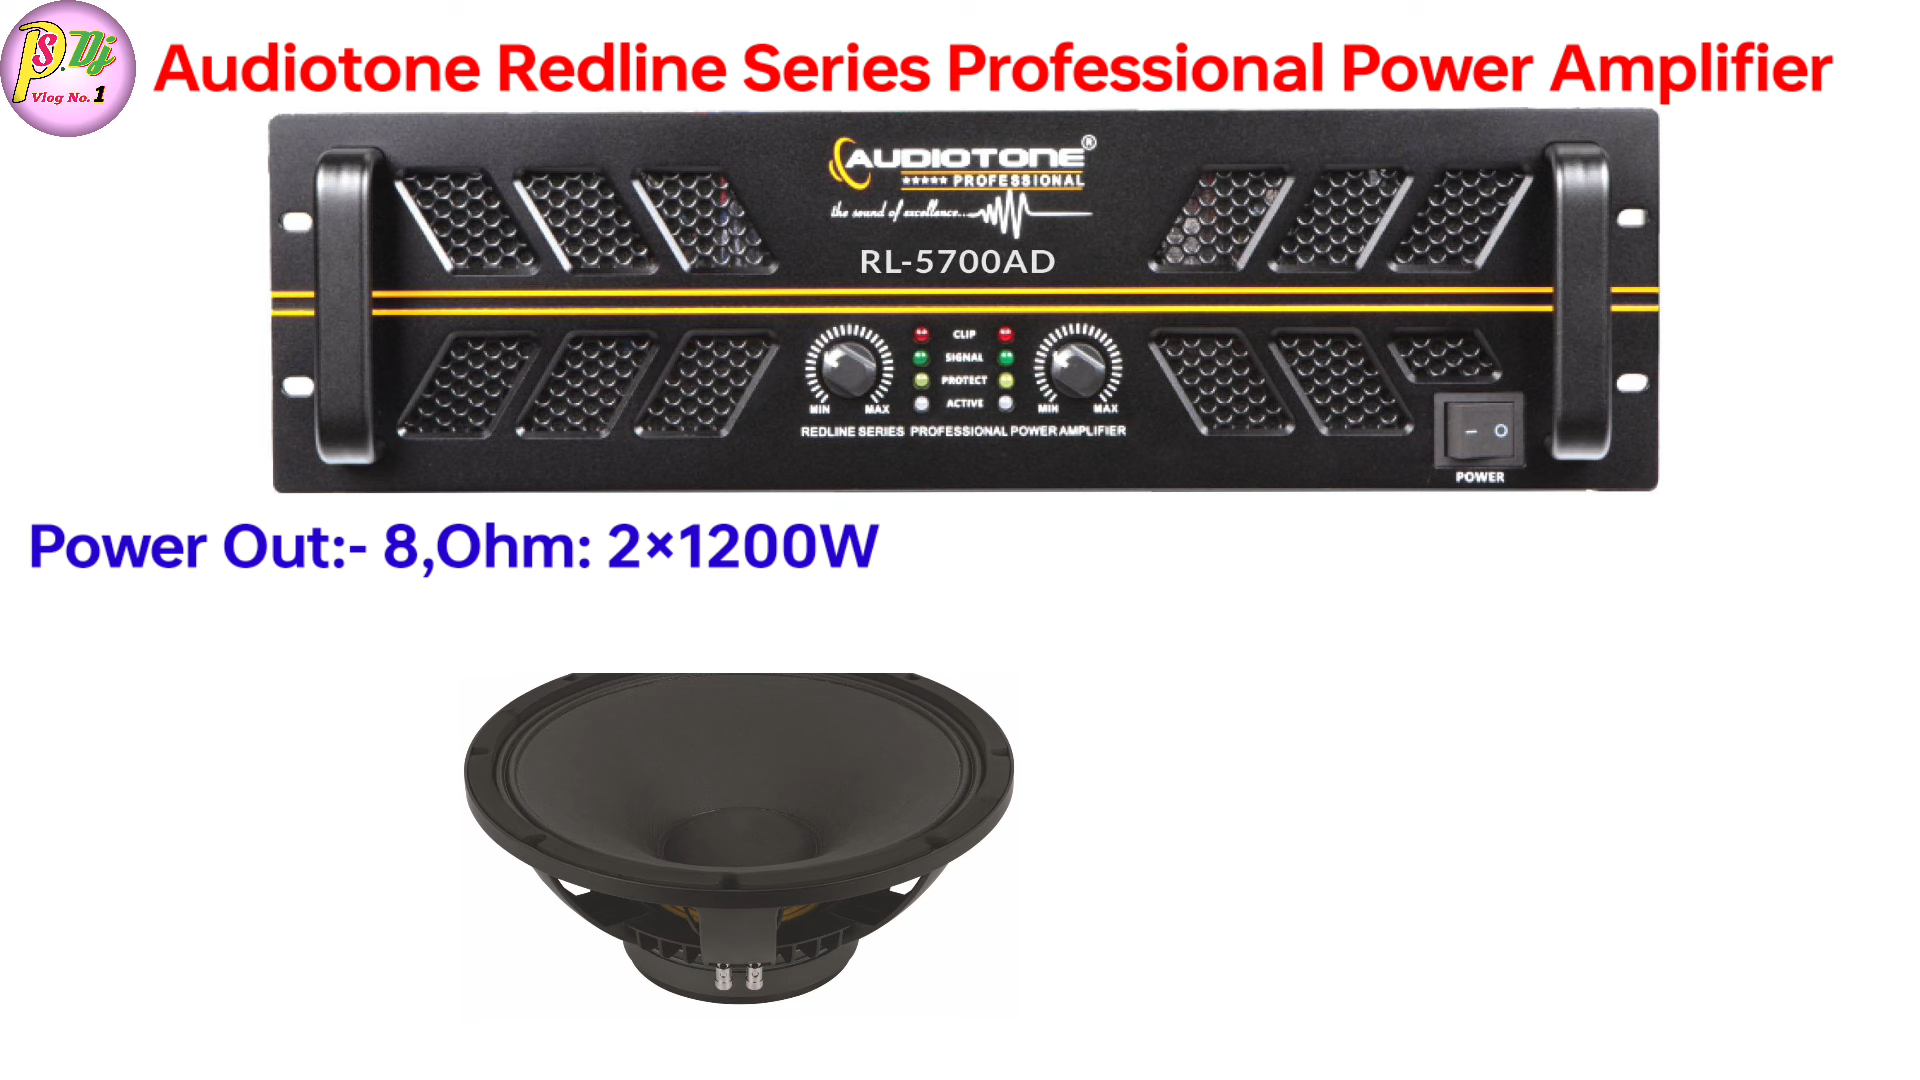 P.S. Dj
Vlog No. 1
Audiotone Redline Series Professional Power Amplifier
AUDIOTONE®
★★★★★ PROFESSIONAL
the sound of excellence...
RL-5700AD
CLIP
SIGNAL
PROTECT
ACTIVE
MIN MAX
MIN MAX
REDLINE SERIES PROFESSIONAL POWER AMPLIFIER
POWER
Power Out:- 8,Ohm: 2×1200W